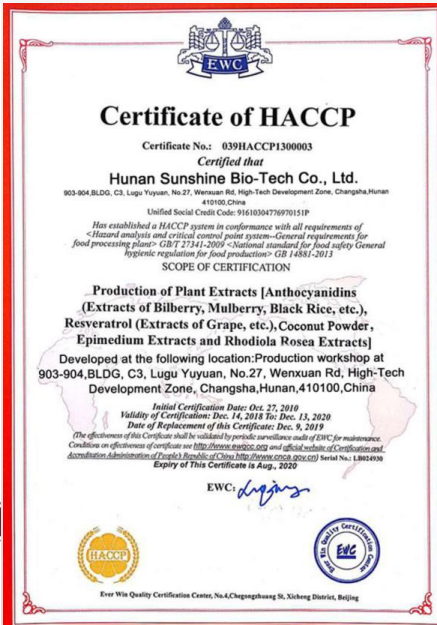 EWC
Certificate of HACCP
Certificate No.: 039HACCP1300003
Certified that
Hunan Sunshine Bio-Tech Co., Ltd.
903-904,BLDG, C3, Lugu Yuyuan, No.27, Wenxuan Rd, High-Tech Development Zone, Changsha,Hunan
410100,China
Unified Social Credit Code: 91610304776970151P
Has established a HACCP system in conformance with all requirements of
<Hazard analysis and critical control point system--General requirements for
food processing plant> GB/T 27341-2009 <National standard for food safety General
hygienic regulation for food production> GB 14881-2013
SCOPE OF CERTIFICATION
Production of Plant Extracts [Anthocyanidins
(Extracts of Bilberry, Mulberry, Black Rice, etc.),
Resveratrol (Extracts of Grape, etc.), Coconut Powder,
Epimedium Extracts and Rhodiola Rosea Extracts]
Developed at the following location:Production workshop at
903-904,BLDG, C3, Lugu Yuyuan, No.27, Wenxuan Rd, High-Tech
Development Zone, Changsha,Hunan,410100,China
Initial Certification Date: Oct. 27, 2010
Validity of Certification: Dec. 14, 2018 To: Dec. 13, 2020
Date of Replacement of this Certificate: Dec. 9, 2019
(The effectiveness of this Certificate shall be validated by periodic surveillance audit of EWC for maintenance.
Conditions on effectiveness of certificate see http://www.ewqcc.org and official website of Certification and
Accreditation Administration of People's Republic of China http://www.cnca.gov.cn) Serial No.: LB024930
Expiry of This Certificate is Aug., 2020
EWC:
HACCP
Ever Win Quality Certification Center
EWC
Ever Win Quality Certification Center, No.4,Chegongzhuang St, Xicheng District, Beijing